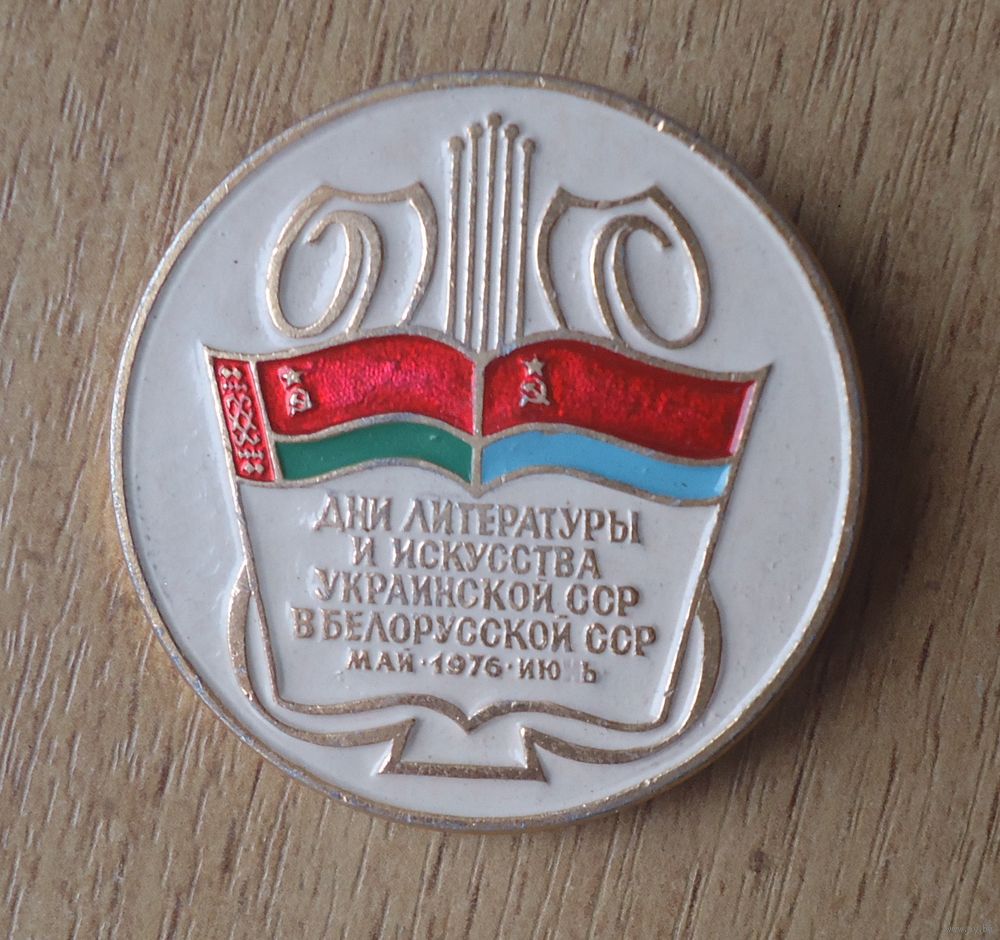 ДНИ ЛИТЕРАТУРЫ
И ИСКУССТВА
УКРАИНСКОЙ ССР
В БЕЛОРУССКОЙ ССР
МАЙ · 1976 ·